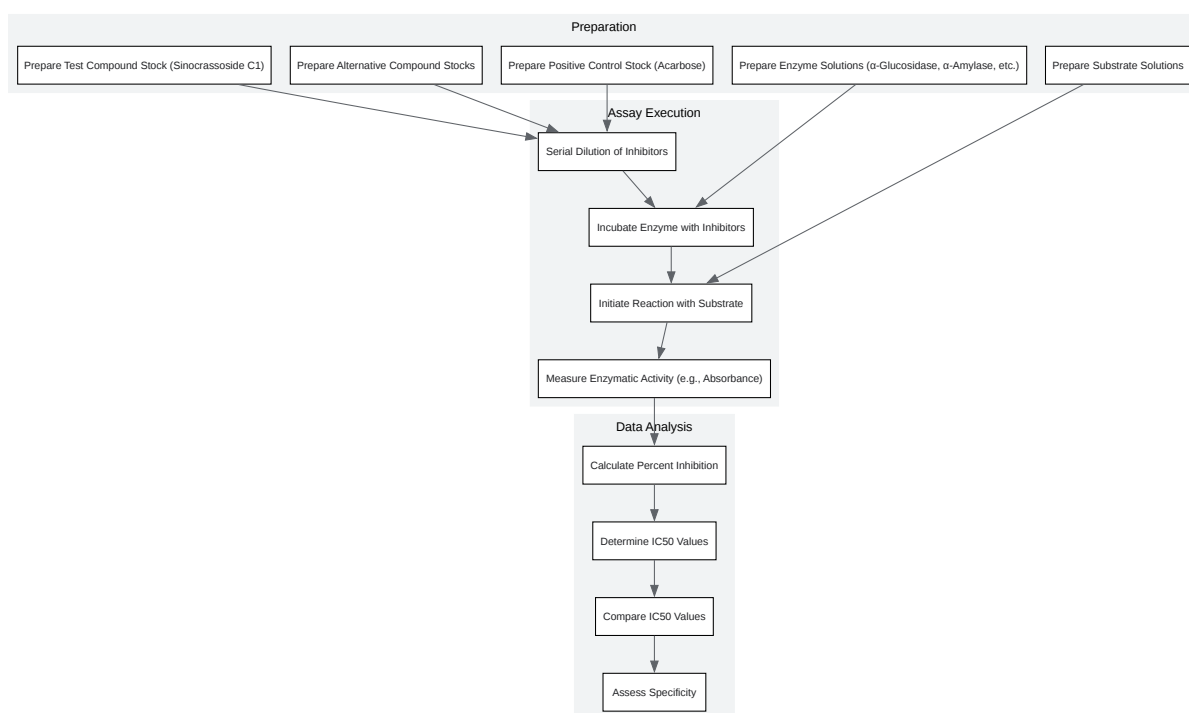 Preparation
Prepare Test Compound Stock (Sinocrassoside C1)
Prepare Alternative Compound Stocks
Prepare Positive Control Stock (Acarbose)
Prepare Enzyme Solutions (α-Glucosidase, α-Amylase, etc.)
Prepare Substrate Solutions
Assay Execution
Serial Dilution of Inhibitors
Incubate Enzyme with Inhibitors
Initiate Reaction with Substrate
Measure Enzymatic Activity (e.g., Absorbance)
Data Analysis
Calculate Percent Inhibition
Determine IC50 Values
Compare IC50 Values
Assess Specificity